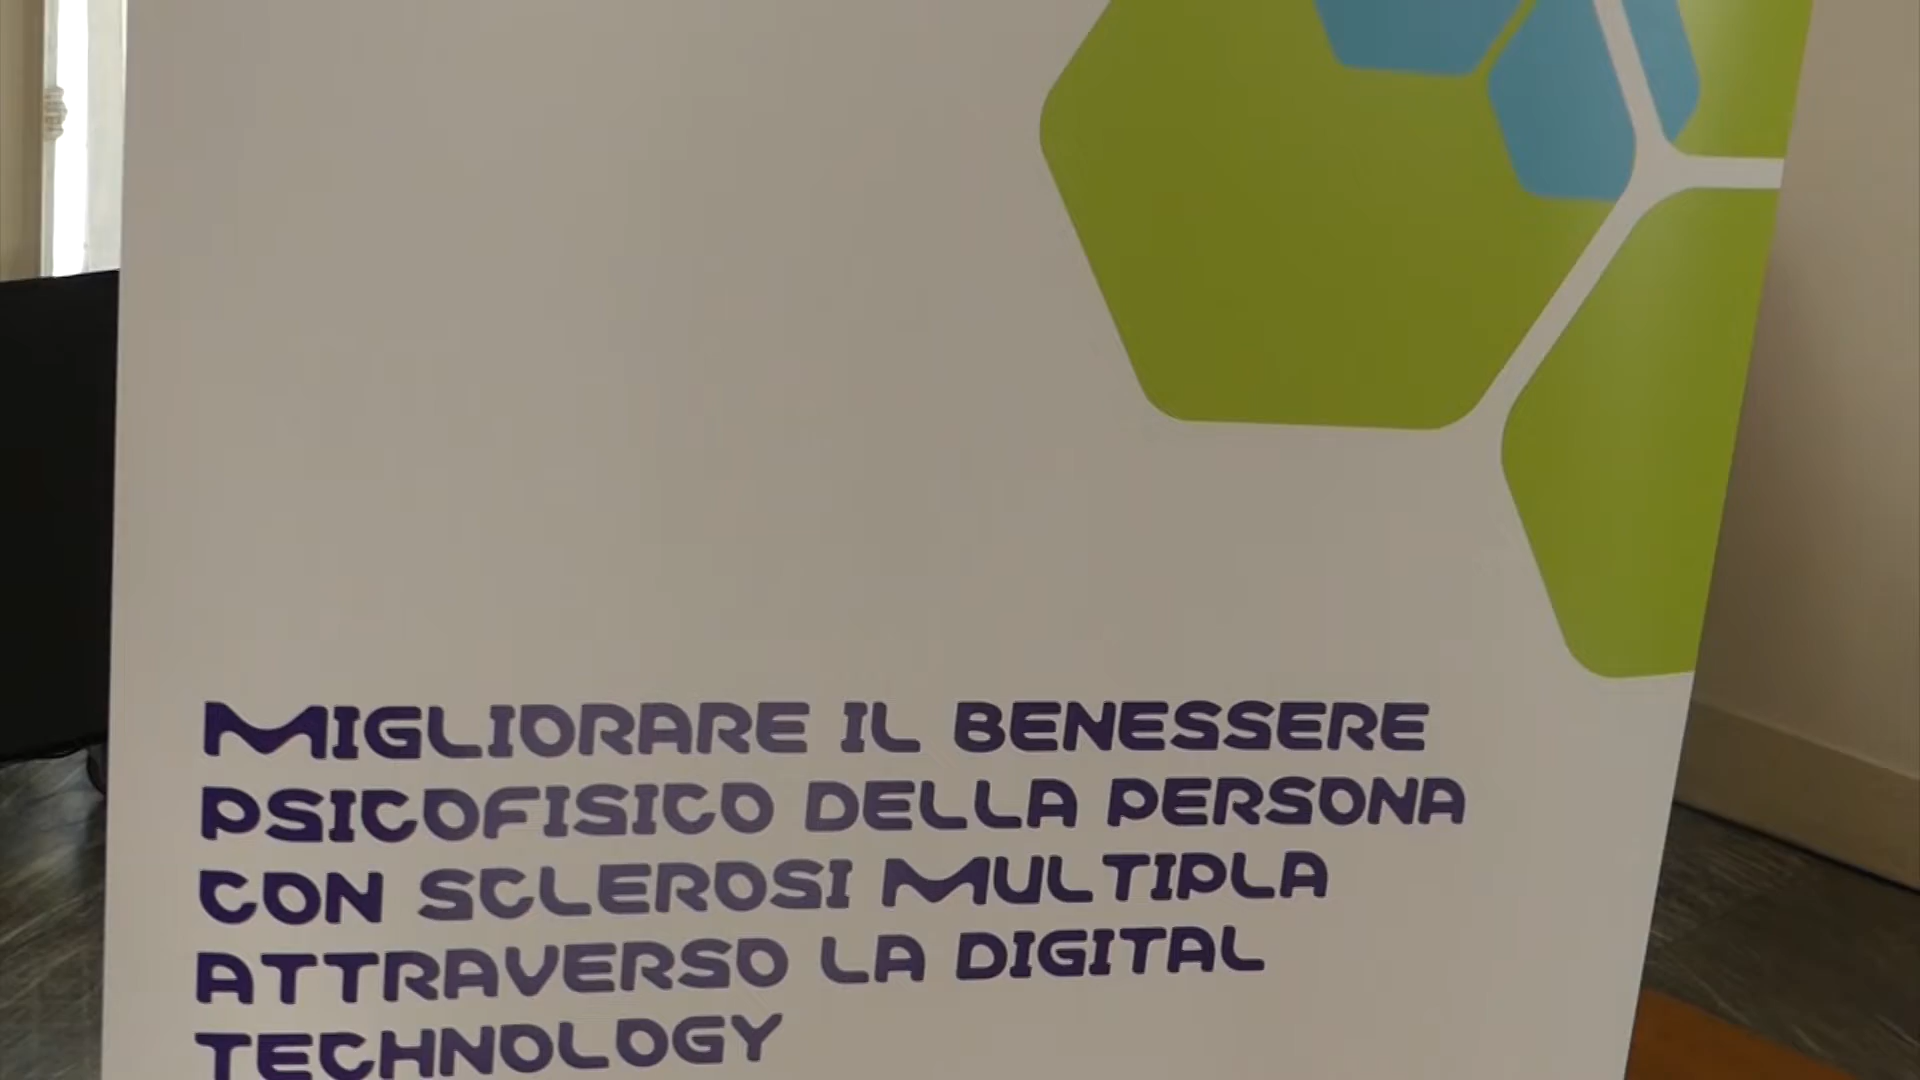 MIGLIORARE IL BENESSERE
PSICOFISICO DELLA PERSONA
CON SCLEROSI MULTIPLA
ATTRAVERSO LA DIGITAL
TECHNOLOGY